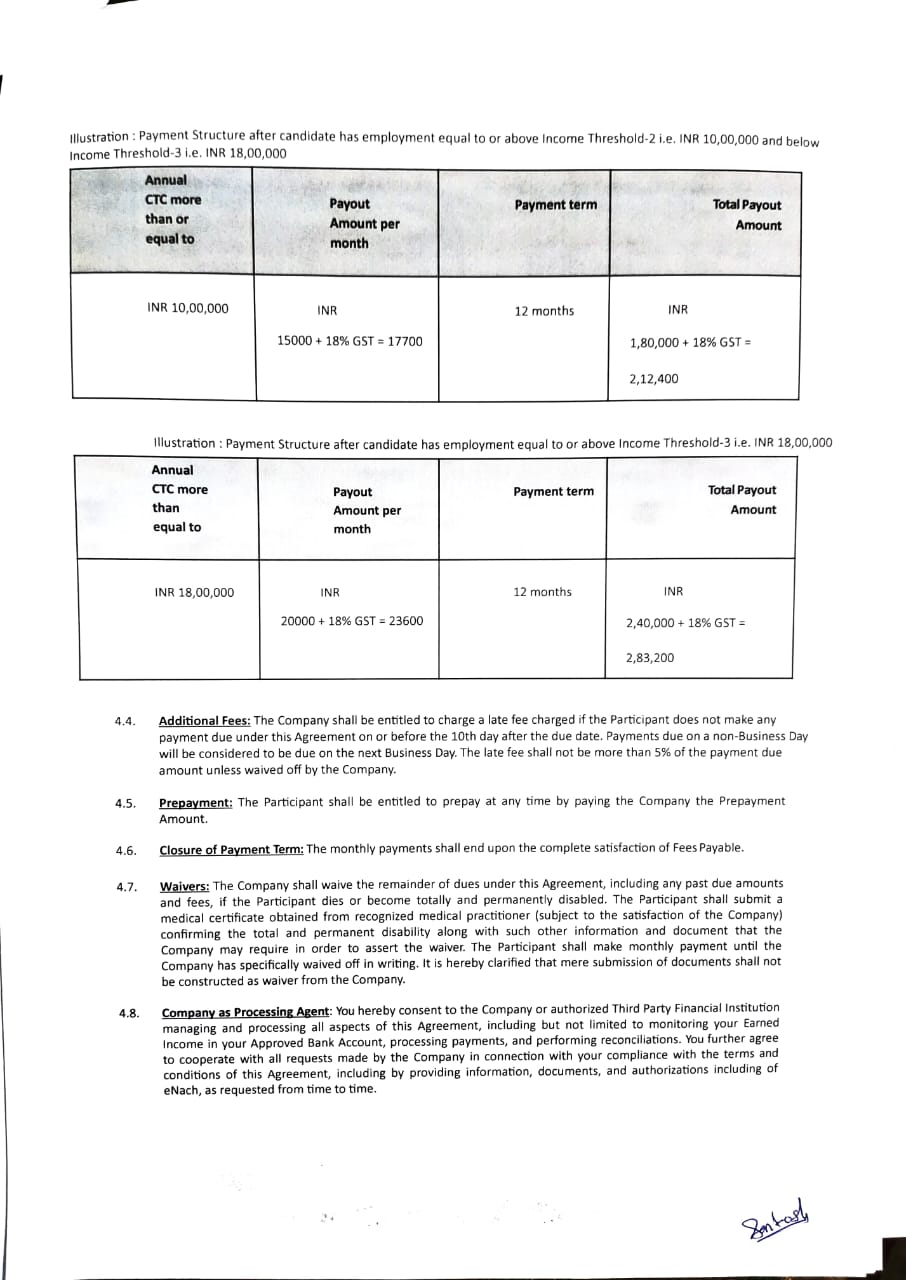 Illustration : Payment Structure after candidate has employment equal to or above Income Threshold-2 i.e. INR 10,00,000 and below
Income Threshold-3 i.e. INR 18,00,000
Annual
CTC more
than or
equal to
Payout
Amount per
month
Payment term
Total Payout
Amount
INR 10,00,000
INR
15000 + 18% GST = 17700
12 months
INR
1,80,000 + 18% GST =
2,12,400
Illustration : Payment Structure after candidate has employment equal to or above Income Threshold-3 i.e. INR 18,00,000
Annual
CTC more
than
equal to
Payout
Amount per
month
Payment term
Total Payout
Amount
INR 18,00,000
INR
20000 + 18% GST = 23600
12 months
INR
2,40,000 + 18% GST =
2,83,200
4.4. Additional Fees: The Company shall be entitled to charge a late fee charged if the Participant does not make any
payment due under this Agreement on or before the 10th day after the due date. Payments due on a non-Business Day
will be considered to be due on the next Business Day. The late fee shall not be more than 5% of the payment due
amount unless waived off by the Company.
4.5. Prepayment: The Participant shall be entitled to prepay at any time by paying the Company the Prepayment
Amount.
4.6. Closure of Payment Term: The monthly payments shall end upon the complete satisfaction of Fees Payable.
4.7. Waivers: The Company shall waive the remainder of dues under this Agreement, including any past due amounts
and fees, if the Participant dies or become totally and permanently disabled. The Participant shall submit a
medical certificate obtained from recognized medical practitioner (subject to the satisfaction of the Company)
confirming the total and permanent disability along with such other information and document that the
Company may require in order to assert the waiver. The Participant shall make monthly payment until the
Company has specifically waived off in writing. It is hereby clarified that mere submission of documents shall not
be constructed as waiver from the Company.
4.8. Company as Processing Agent: You hereby consent to the Company or authorized Third Party Financial Institution
managing and processing all aspects of this Agreement, including but not limited to monitoring your Earned
Income in your Approved Bank Account, processing payments, and performing reconciliations. You further agree
to cooperate with all requests made by the Company in connection with your compliance with the terms and
conditions of this Agreement, including by providing information, documents, and authorizations including of
eNach, as requested from time to time.
Santosh